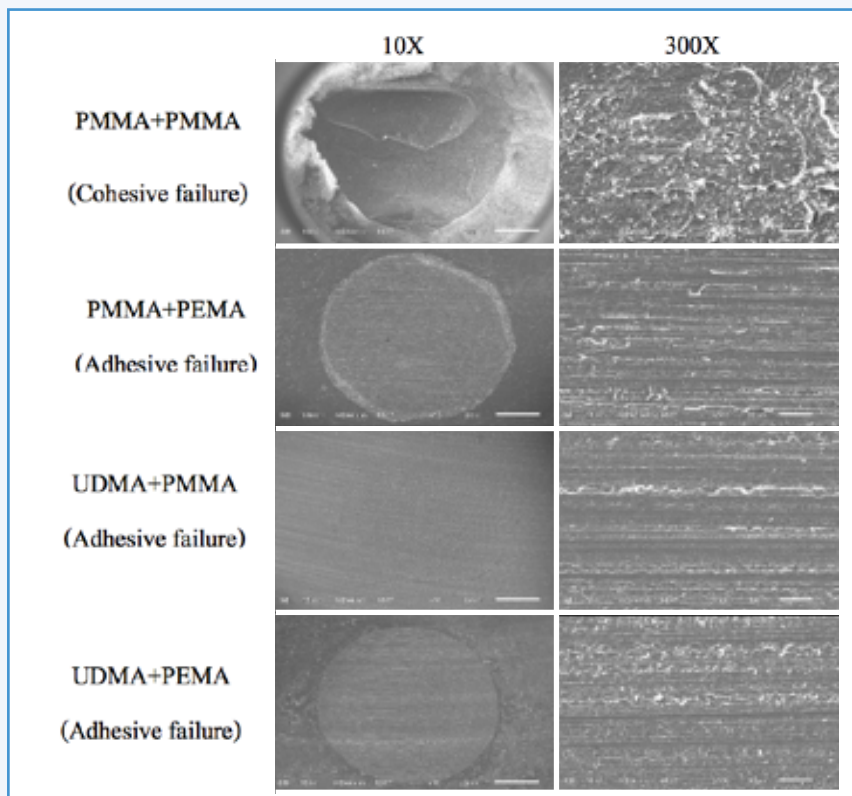 10X 300X
PMMA+PMMA
(Cohesive failure)
PMMA+PEMA
(Adhesive failure)
UDMA+PMMA
(Adhesive failure)
UDMA+PEMA
(Adhesive failure)